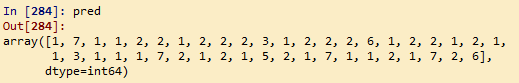 In [284]: pred
Out[284]:
array([1, 7, 1, 1, 2, 2, 1, 2, 2, 2, 3, 1, 2, 2, 2, 6, 1, 2, 2, 1, 2, 1,
       1, 3, 1, 1, 1, 7, 2, 1, 2, 1, 5, 2, 1, 7, 1, 1, 2, 1, 7, 2, 6],
      dtype=int64)